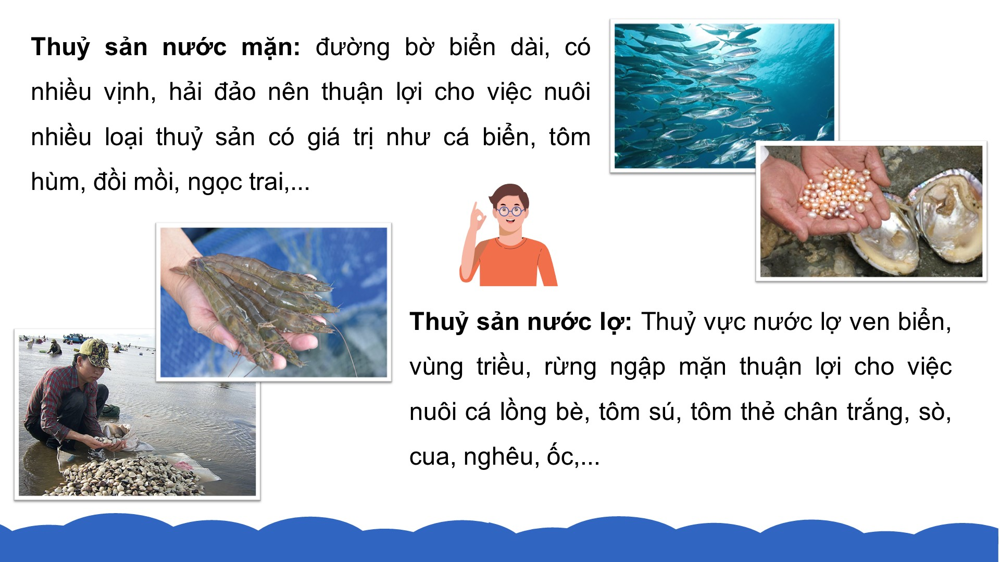 Thuỷ sản nước mặn: đường bờ biển dài, có
nhiều vịnh, hải đảo nên thuận lợi cho việc nuôi
nhiều loại thuỷ sản có giá trị như cá biển, tôm
hùm, đồi mồi, ngọc trai,...
Thuỷ sản nước lợ: Thuỷ vực nước lợ ven biển,
vùng triều, rừng ngập mặn thuận lợi cho việc
nuôi cá lồng bè, tôm sú, tôm thẻ chân trắng, sò,
cua, nghêu, ốc,...